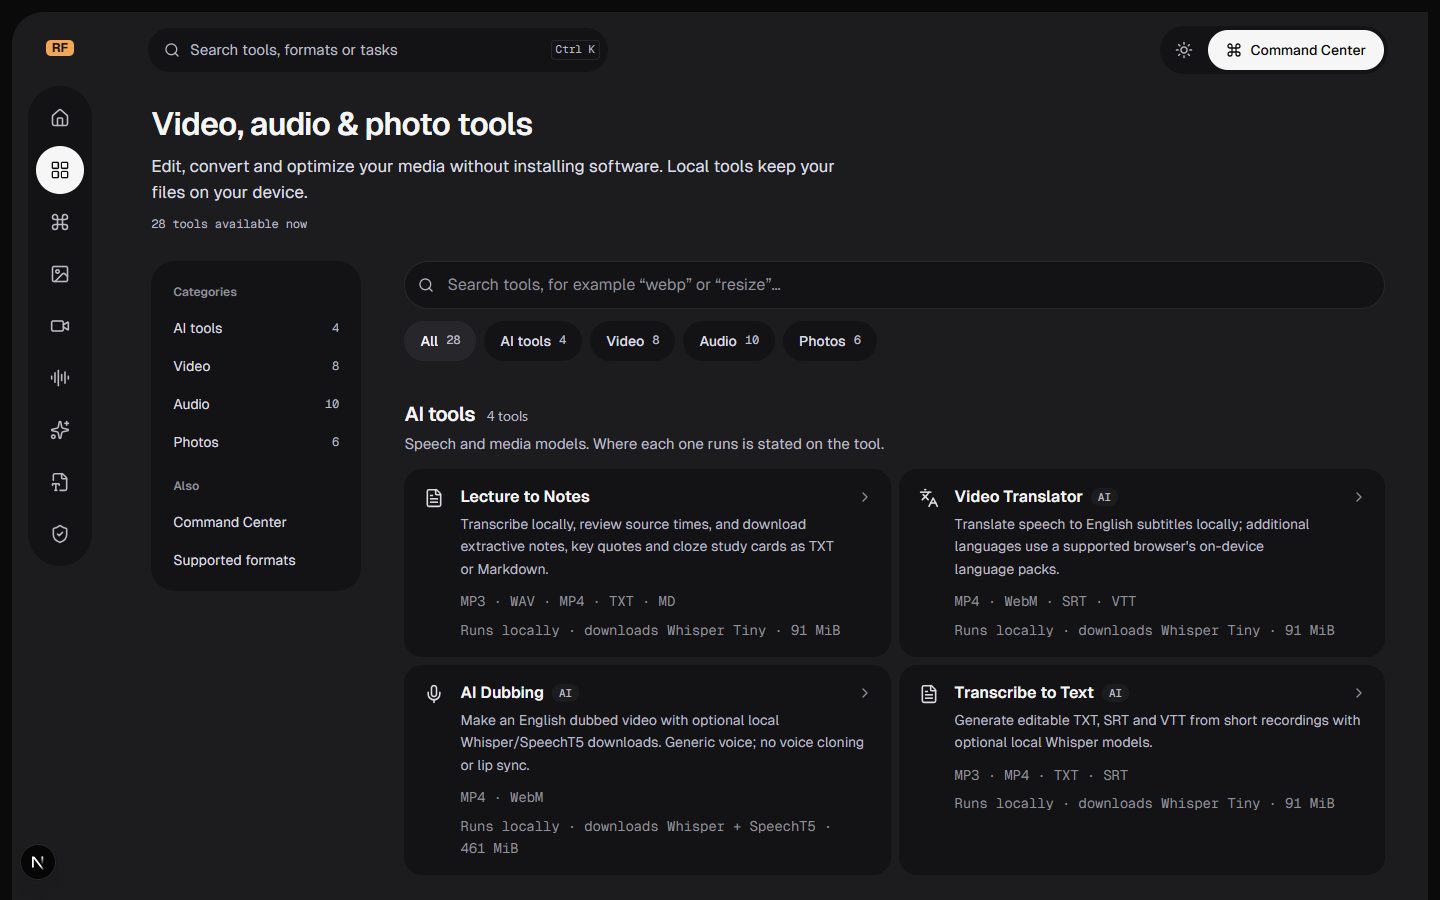 RF
Search tools, formats or tasks
Ctrl K
Command Center
Video, audio & photo tools
Edit, convert and optimize your media without installing software. Local tools keep your
files on your device.
28 tools available now
Categories
AI tools 4
Video 8
Audio 10
Photos 6
Also
Command Center
Supported formats
Search tools, for example “webp” or “resize”…
All 28
AI tools 4
Video 8
Audio 10
Photos 6
AI tools 4 tools
Speech and media models. Where each one runs is stated on the tool.
Lecture to Notes
Transcribe locally, review source times, and download
extractive notes, key quotes and cloze study cards as TXT
or Markdown.
MP3 · WAV · MP4 · TXT · MD
Runs locally · downloads Whisper Tiny · 91 MiB
Video Translator AI
Translate speech to English subtitles locally; additional
languages use a supported browser's on-device
language packs.
MP4 · WebM · SRT · VTT
Runs locally · downloads Whisper Tiny · 91 MiB
AI Dubbing AI
Make an English dubbed video with optional local
Whisper/SpeechT5 downloads. Generic voice; no voice cloning
or lip sync.
MP4 · WebM
Runs locally · downloads Whisper + SpeechT5 ·
461 MiB
Transcribe to Text AI
Generate editable TXT, SRT and VTT from short recordings with
optional local Whisper models.
MP3 · MP4 · TXT · SRT
Runs locally · downloads Whisper Tiny · 91 MiB
N